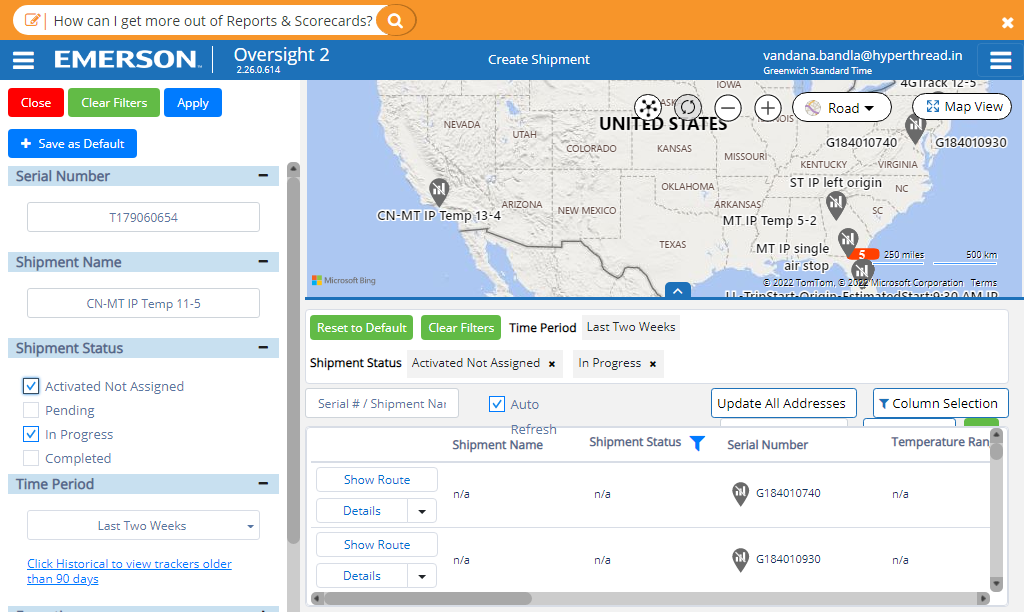 How can I get more out of Reports & Scorecards?
EMERSON
Oversight 2
2.26.0.614
Create Shipment
vandana.bandla@hyperthread.in
Greenwich Standard Time
Close
Clear Filters
Apply
Save as Default
Serial Number
T179060654
Shipment Name
CN-MT IP Temp 11-5
Shipment Status
Activated Not Assigned
Pending
In Progress
Completed
Time Period
Last Two Weeks
Click Historical to view trackers older
than 90 days
IOWA
4GTrack 12-5
Road
Map View
NEVADA
UTAH
UNITED STATES
COLORADO
KANSAS
MISSOURI
G184010740
G184010930
KENTUCKY
VIRGINIA
ST IP left origin
NC
OKLAHOMA
ARKANSAS
CN-MT IP Temp 13-4
ARIZONA
NEW MEXICO
MT IP Temp 5-2
SC
TEXAS
MT IP single
air stop
5
250 miles
500 km
Microsoft Bing
© 2022 TomTom, © 2022 Microsoft Corporation Terms
LL-TripStart-Origin-EstimatedStart:9:30 AM IP
Reset to Default
Clear Filters
Time Period
Last Two Weeks
Shipment Status
Activated Not Assigned ×
In Progress ×
Serial # / Shipment Nar
Auto
Refresh
Update All Addresses
Column Selection
Shipment Name
Shipment Status
Serial Number
Temperature Ran
Show Route
Details
n/a
n/a
G184010740
n/a
Show Route
Details
n/a
n/a
G184010930
n/a